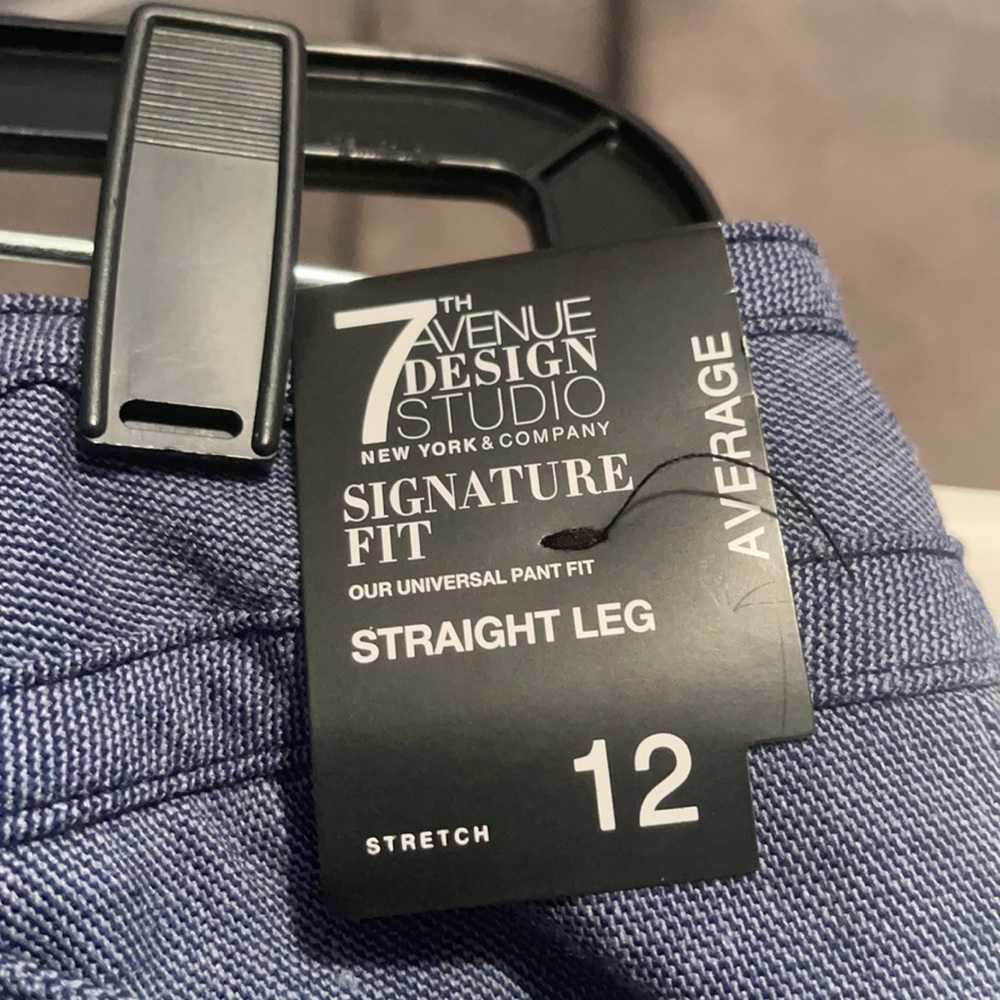 7TH
AVENUE
DESIGN
STUDIO
NEW YORK & COMPANY
SIGNATURE
FIT
OUR UNIVERSAL PANT FIT
STRAIGHT LEG
AVERAGE
12
STRETCH